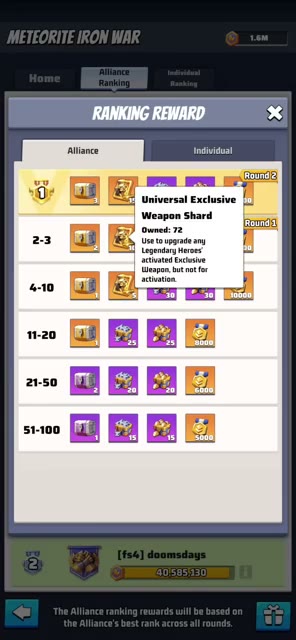 METEORITE IRON WAR
1.6M
Home
Alliance
Ranking
Individual
Ranking
RANKING REWARD
Alliance
Individual
Round 2
1
3
Universal Exclusive
Weapon Shard
Owned: 72
Use to upgrade any
Legendary Heroes'
activated Exclusive
Weapon, but not for
activation.
Round 1
2-3
2
4-10
1
30
30
10000
11-20
1
25
25
8000
21-50
2
20
20
6000
51-100
1
15
15
5000
2
[fs4] doomsdays
40,585,130
The Alliance ranking rewards will be based on
the Alliance's best rank across all rounds.